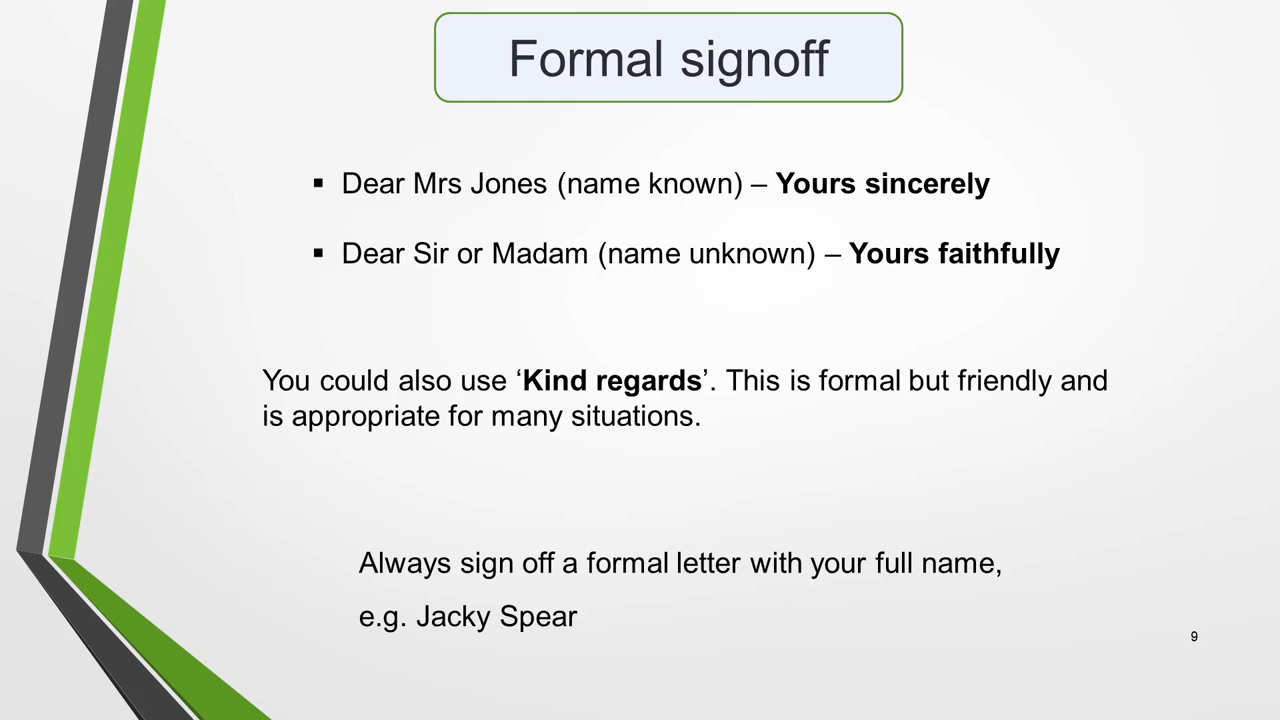 Formal signoff
▪ Dear Mrs Jones (name known) – Yours sincerely
▪ Dear Sir or Madam (name unknown) – Yours faithfully
You could also use ‘Kind regards’. This is formal but friendly and
is appropriate for many situations.
Always sign off a formal letter with your full name,
e.g. Jacky Spear
9